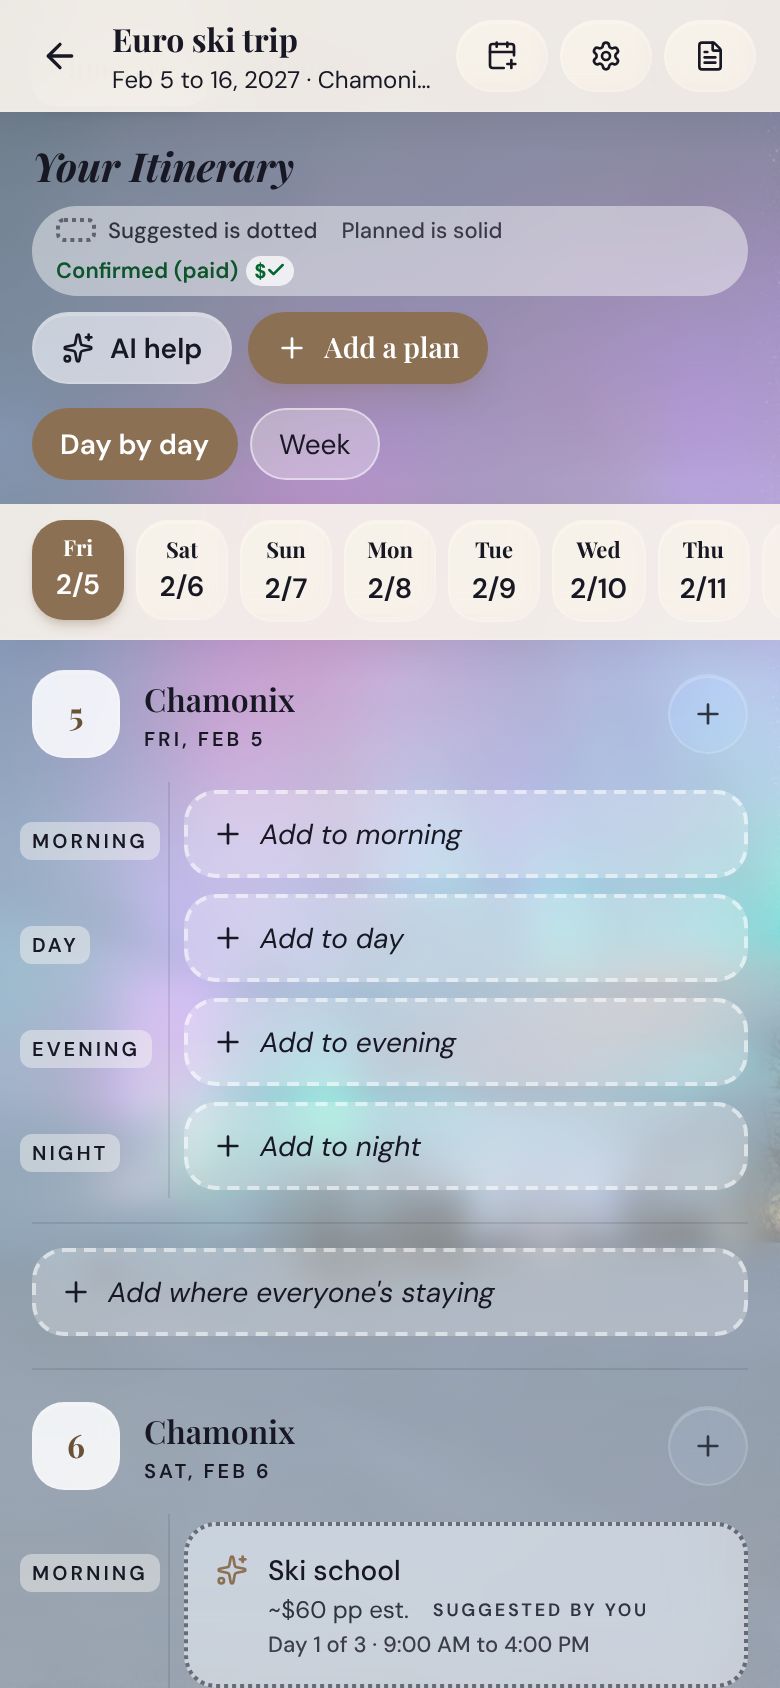 Euro ski trip
Feb 5 to 16, 2027 · Chamoni...
Your Itinerary
Suggested is dotted Planned is solid
Confirmed (paid) $✓
AI help
+ Add a plan
Day by day Week
Fri Sat Sun Mon Tue Wed Thu
2/5 2/6 2/7 2/8 2/9 2/10 2/11
5
Chamonix
FRI, FEB 5
+
MORNING
+ Add to morning
DAY
+ Add to day
EVENING
+ Add to evening
NIGHT
+ Add to night
+ Add where everyone's staying
6
Chamonix
SAT, FEB 6
+
MORNING
Ski school
~$60 pp est. SUGGESTED BY YOU
Day 1 of 3 · 9:00 AM to 4:00 PM